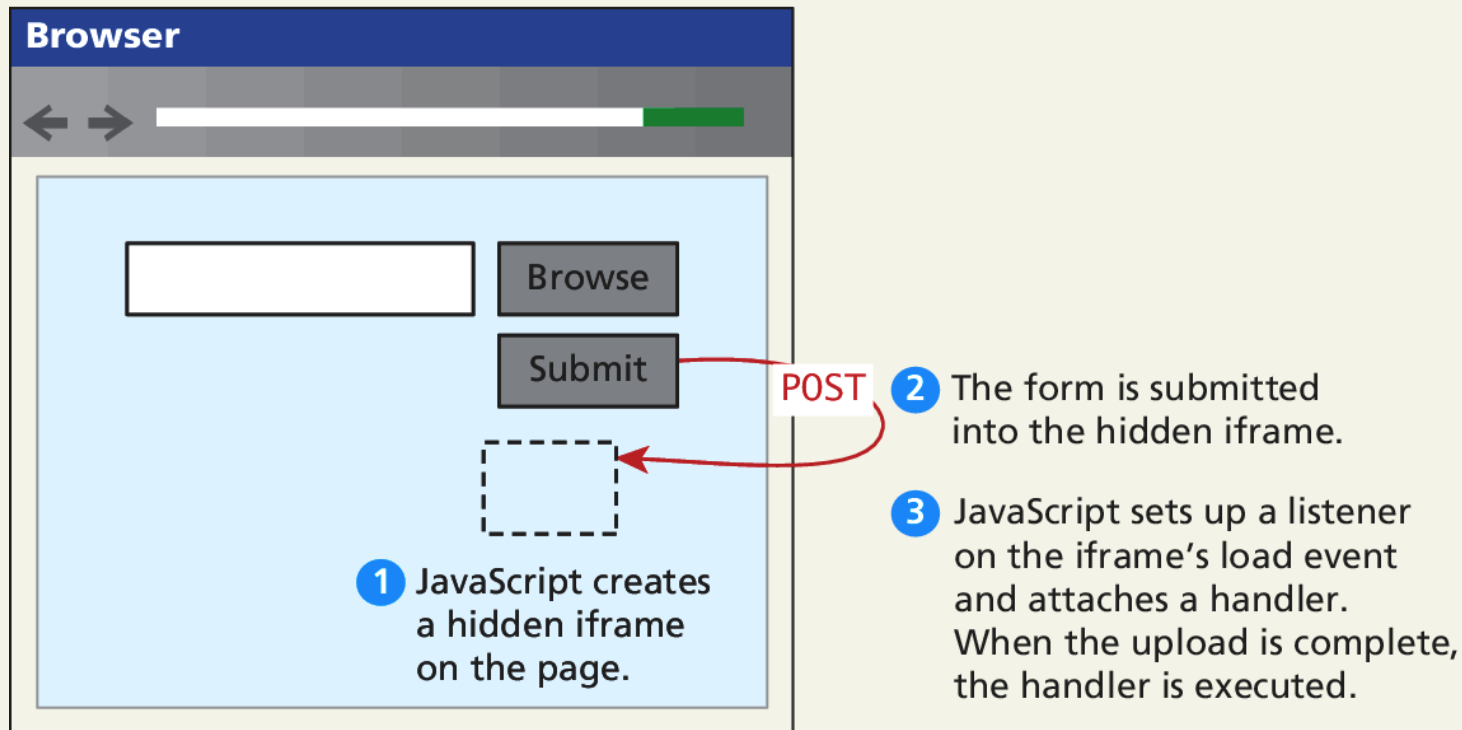 Browser
Browse
Submit
POST
1 JavaScript creates
a hidden iframe
on the page.
2 The form is submitted
into the hidden iframe.
3 JavaScript sets up a listener
on the iframe’s load event
and attaches a handler.
When the upload is complete,
the handler is executed.